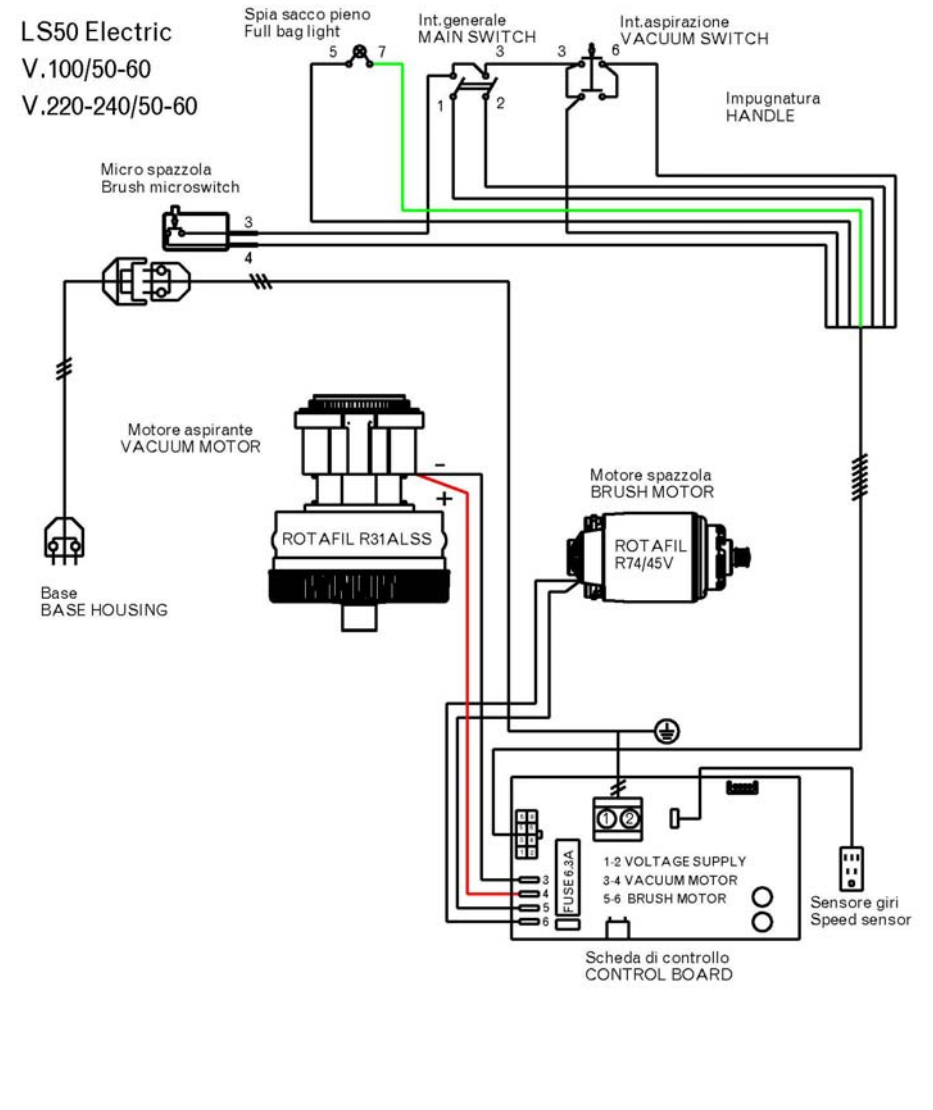 LS50 Electric
V.100/50-60
V.220-240/50-60
Spia sacco pieno
Full bag light
5
7
Int.generale
MAIN SWITCH
3
1
2
Int.aspirazione
VACUUM SWITCH
3
6
Impugnatura
HANDLE
Micro spazzola
Brush microswitch
3
4
Motore aspirante
VACUUM MOTOR
-
+
ROTAFIL R31ALSS
Motore spazzola
BRUSH MOTOR
ROTAFIL
R74/45V
Base
BASE HOUSING
1 2
FUSE 6.3A
1-2 VOLTAGE SUPPLY
3-4 VACUUM MOTOR
5-6 BRUSH MOTOR
3
4
5
6
Sensore giri
Speed sensor
Scheda di controllo
CONTROL BOARD